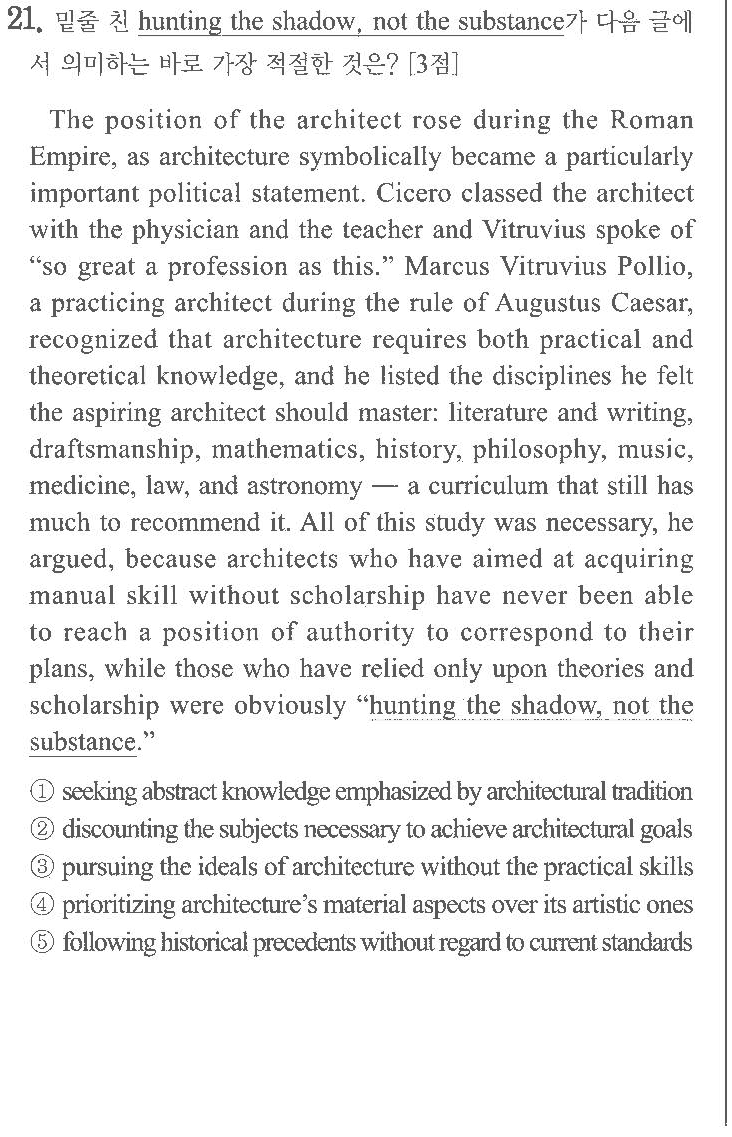 21. 밑줄 친 hunting the shadow, not the substance가 다음 글에
서 의미하는 바로 가장 적절한 것은? [3점]
The position of the architect rose during the Roman
Empire, as architecture symbolically became a particularly
important political statement. Cicero classed the architect
with the physician and the teacher and Vitruvius spoke of
“so great a profession as this.” Marcus Vitruvius Pollio,
a practicing architect during the rule of Augustus Caesar,
recognized that architecture requires both practical and
theoretical knowledge, and he listed the disciplines he felt
the aspiring architect should master: literature and writing,
draftsmanship, mathematics, history, philosophy, music,
medicine, law, and astronomy — a curriculum that still has
much to recommend it. All of this study was necessary, he
argued, because architects who have aimed at acquiring
manual skill without scholarship have never been able
to reach a position of authority to correspond to their
plans, while those who have relied only upon theories and
scholarship were obviously “hunting the shadow, not the
substance.”
① seeking abstract knowledge emphasized by architectural tradition
② discounting the subjects necessary to achieve architectural goals
③ pursuing the ideals of architecture without the practical skills
④ prioritizing architecture’s material aspects over its artistic ones
⑤ following historical precedents without regard to current standards